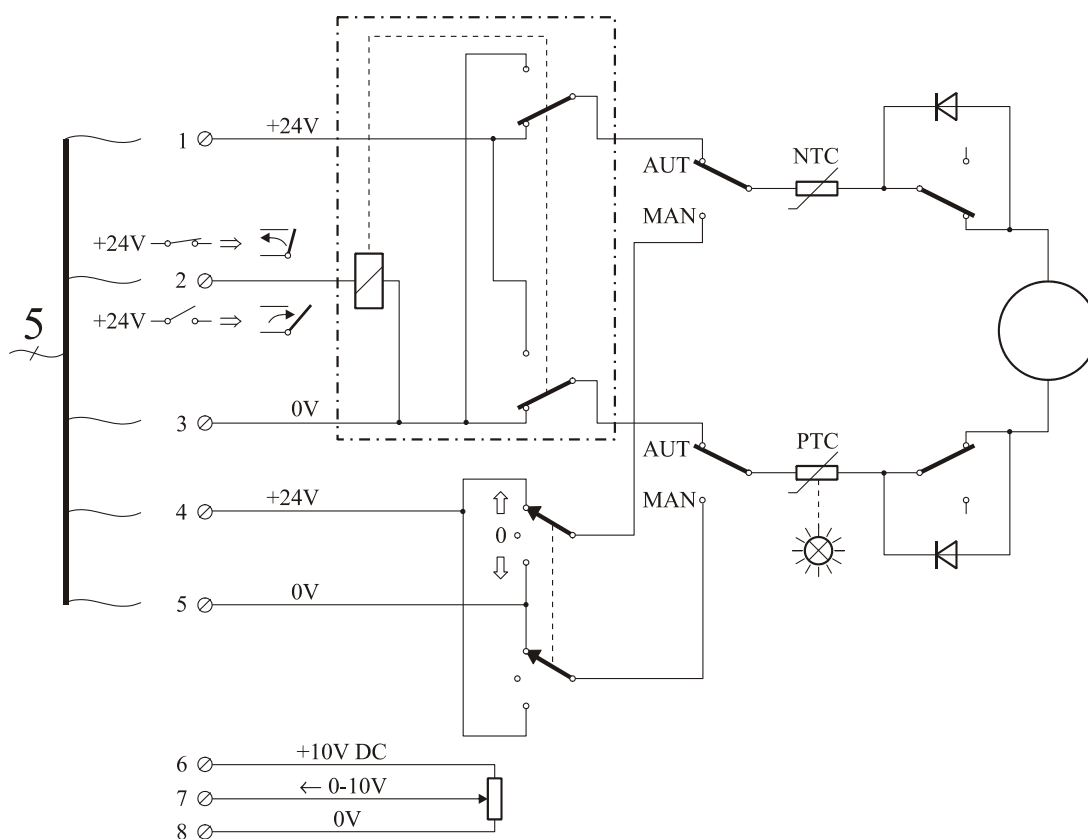 1 +24V
AUT
NTC
MAN
+24V ⇒
2
+24V ⇒
5
3 0V
AUT
PTC
MAN
4 +24V
0
5 0V
6 +10V DC
7 ← 0-10V
8 0V